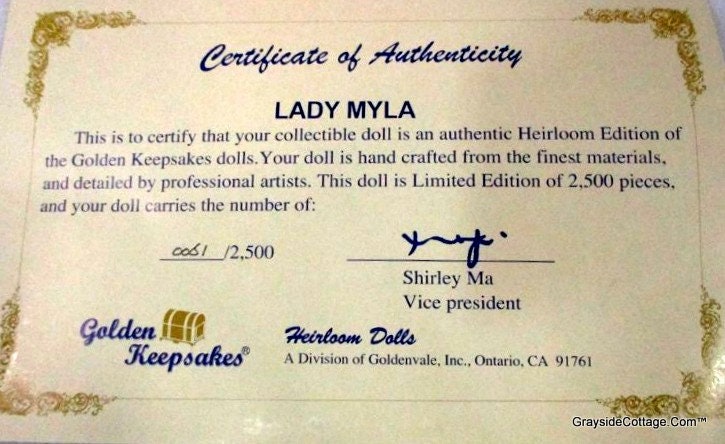 Certificate of Authenticity
LADY MYLA
This is to certify that your collectible doll is an authentic Heirloom Edition of
the Golden Keepsakes dolls. Your doll is hand crafted from the finest materials,
and detailed by professional artists. This doll is Limited Edition of 2,500 pieces,
and your doll carries the number of:
/2,500
Shirley Ma
Vice president
Golden
Keepsakes®
Heirloom Dolls
A Division of Goldenvale, Inc., Ontario, CA 91761
GraysideCottage.Com™